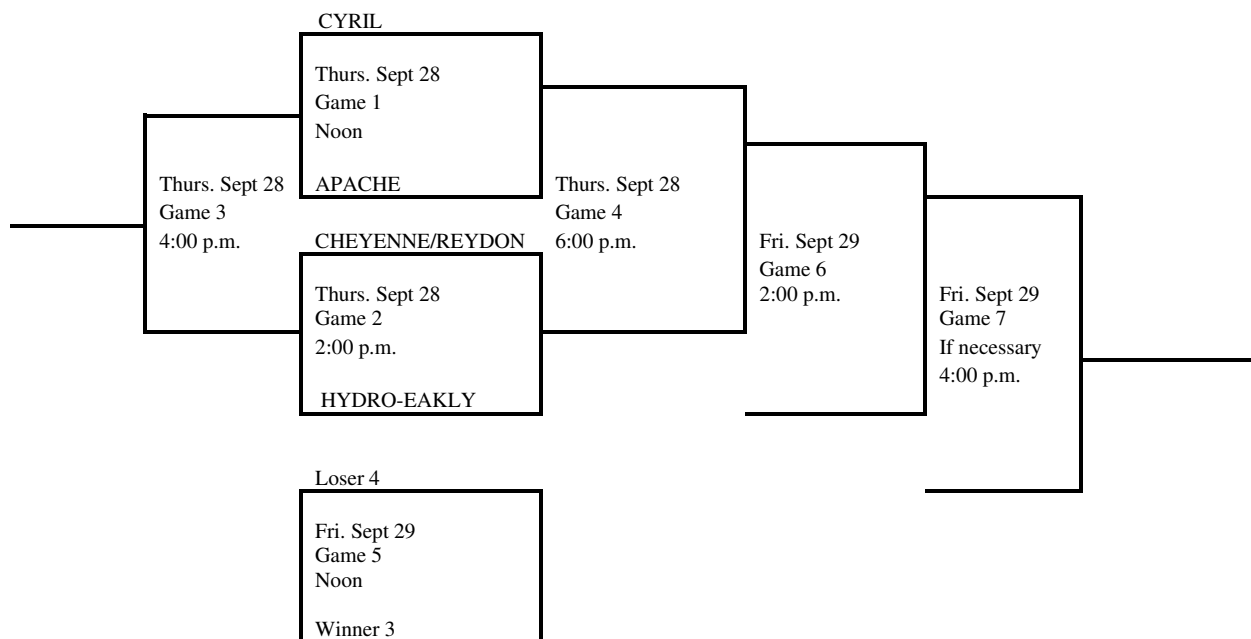 CYRIL
Thurs. Sept 28
Game 1
Noon
APACHE
Thurs. Sept 28
Game 3
4:00 p.m.
CHEYENNE/REYDON
Thurs. Sept 28
Game 2
2:00 p.m.
HYDRO-EAKLY
Thurs. Sept 28
Game 4
6:00 p.m.
Fri. Sept 29
Game 6
2:00 p.m.
Fri. Sept 29
Game 7
If necessary
4:00 p.m.
Loser 4
Fri. Sept 29
Game 5
Noon
Winner 3